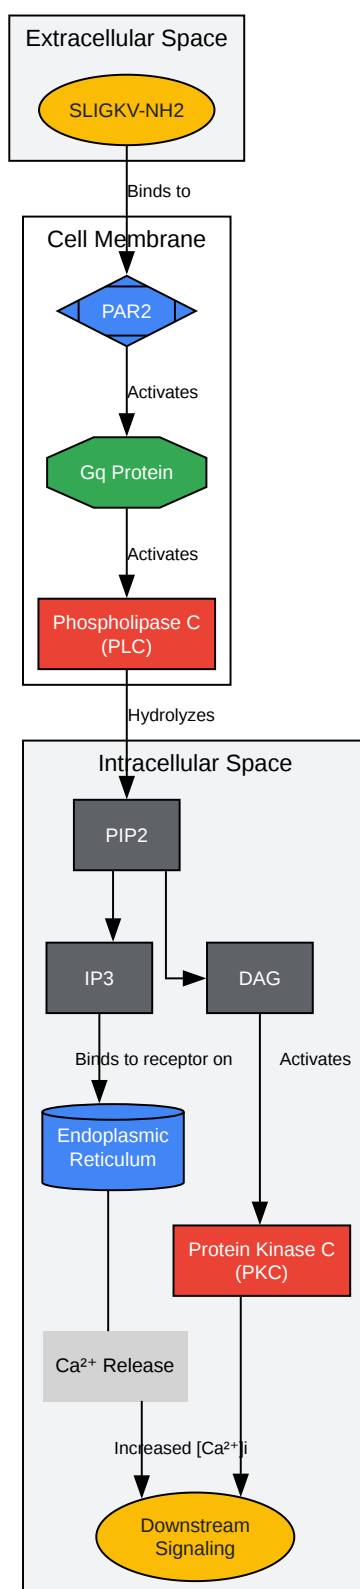 Extracellular Space
SLIGKV-NH2
Binds to
Cell Membrane
PAR2
Activates
Gq Protein
Activates
Phospholipase C
(PLC)
Hydrolyzes
Intracellular Space
PIP2
IP3
DAG
Binds to receptor on
Activates
Endoplasmic
Reticulum
Protein Kinase C
(PKC)
Ca²⁺ Release
Increased [Ca²⁺]i
Downstream
Signaling